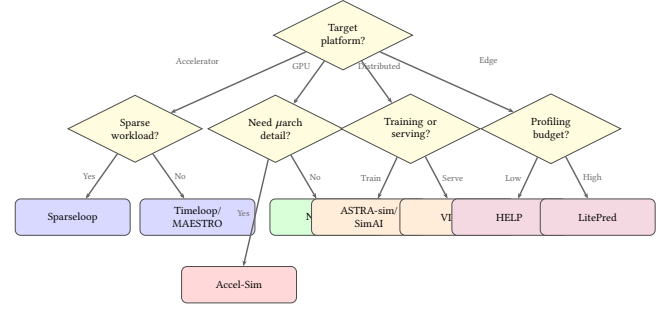 Target
platform?
Accelerator
GPU
Distributed
Edge
Sparse
workload?
Need μarch
detail?
Training or
serving?
Profiling
budget?
Yes
No
No
Train
Serve
Low
High
Sparseloop
Timeloop/
MAESTRO
Yes
N
ASTRA-sim/
SimAI
VI
HELP
LitePred
Accel-Sim